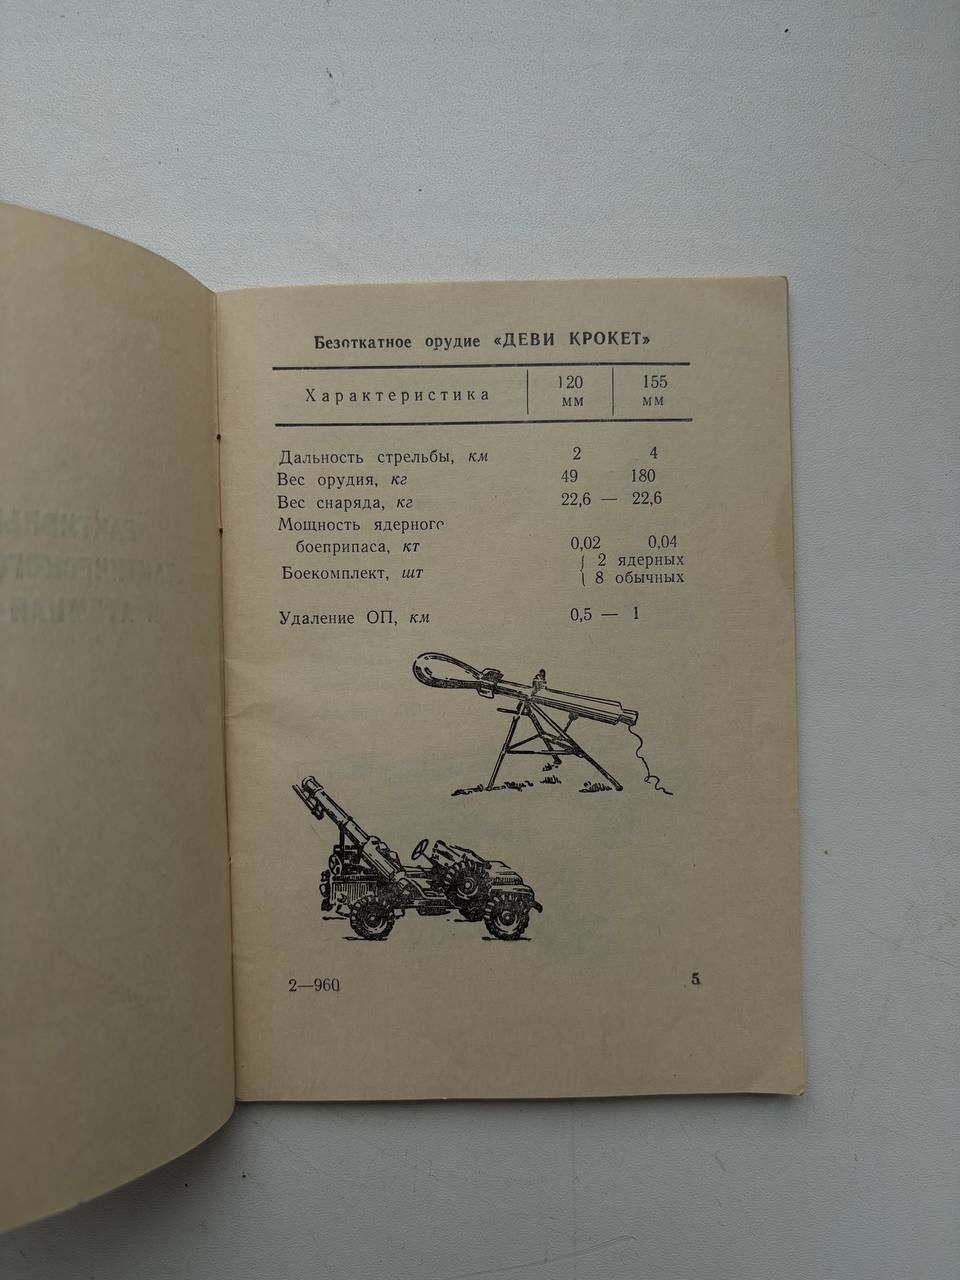 Безоткатное орудие «ДЕВИ КРОКЕТ»
Характеристика 120 мм 155 мм
Дальность стрельбы, км 2 4
Вес орудия, кг 49 180
Вес снаряда, кг 22,6 — 22,6
Мощность ядерного
боеприпаса, кт 0,02 0,04
Боекомплект, шт { 2 ядерных
8 обычных
Удаление ОП, км 0,5 — 1
2—960 5